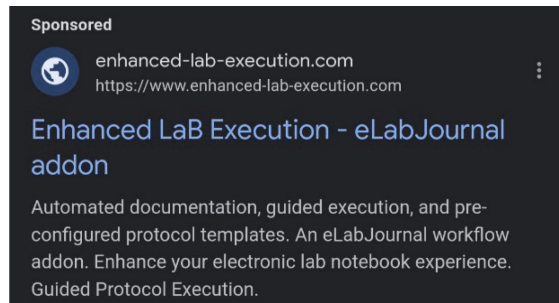 Sponsored
enhanced-lab-execution.com
https://www.enhanced-lab-execution.com
Enhanced LaB Execution - eLabJournal
addon
Automated documentation, guided execution, and pre-
configured protocol templates. An eLabJournal workflow
addon. Enhance your electronic lab notebook experience.
Guided Protocol Execution.